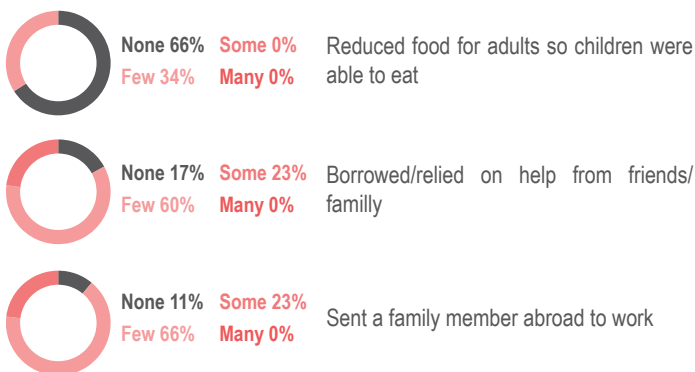 None 66% Some 0%
Few 34% Many 0%
Reduced food for adults so children were
able to eat
None 17% Some 23%
Few 60% Many 0%
Borrowed/relied on help from friends/
familly
None 11% Some 23%
Few 66% Many 0%
Sent a family member abroad to work